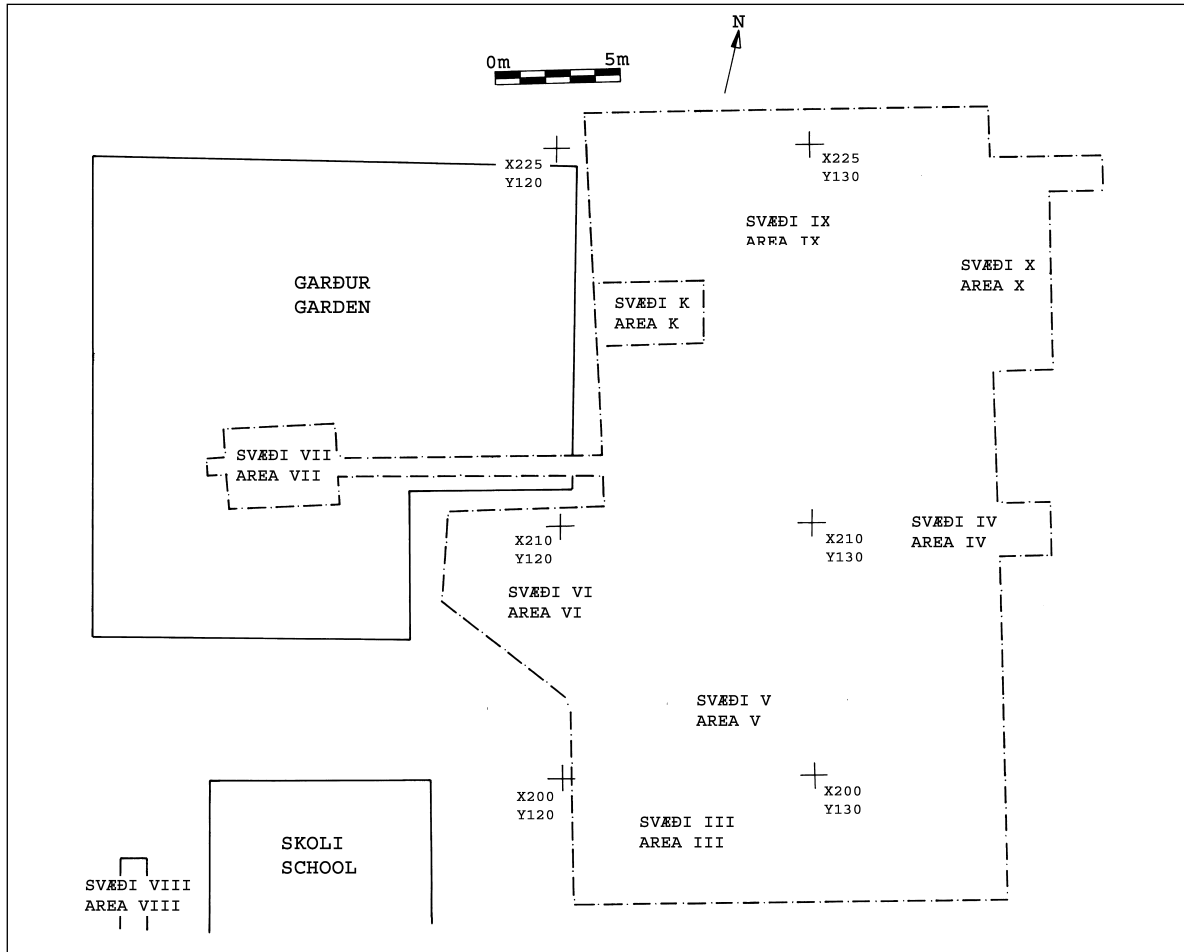 N
0m 5m
X225
Y120
X225
Y130
SVÆÐI IX
AREA IX
SVÆÐI X
AREA X
GARÐUR
GARDEN
SVÆÐI K
AREA K
SVÆÐI VII
AREA VII
SVÆÐI IV
AREA IV
X210
Y120
X210
Y130
SVÆÐI VI
AREA VI
SVÆÐI V
AREA V
X200
Y120
X200
Y130
SVÆÐI III
AREA III
SKOLI
SCHOOL
SVÆÐI VIII
AREA VIII